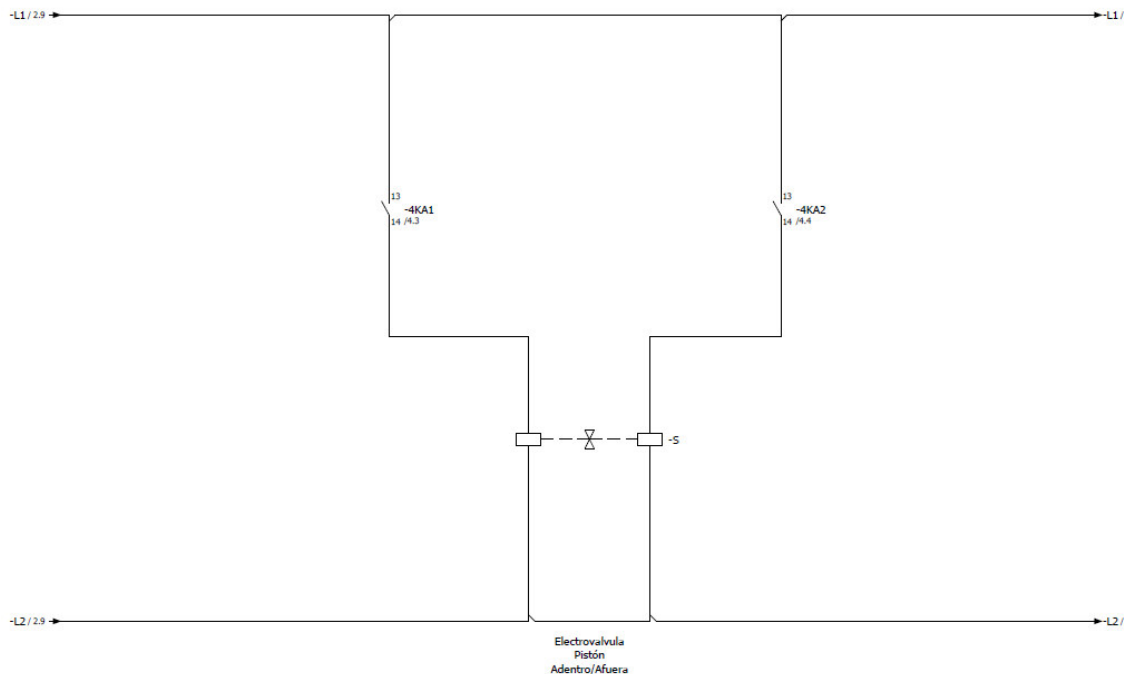 -L1 / 2.9
-L1 /
13
-4KA1
14 /4.3
13
-4KA2
14 /4.4
-S
-L2 / 2.9
-L2 /
Electrovalvula
Pistón
Adentro/Afuera